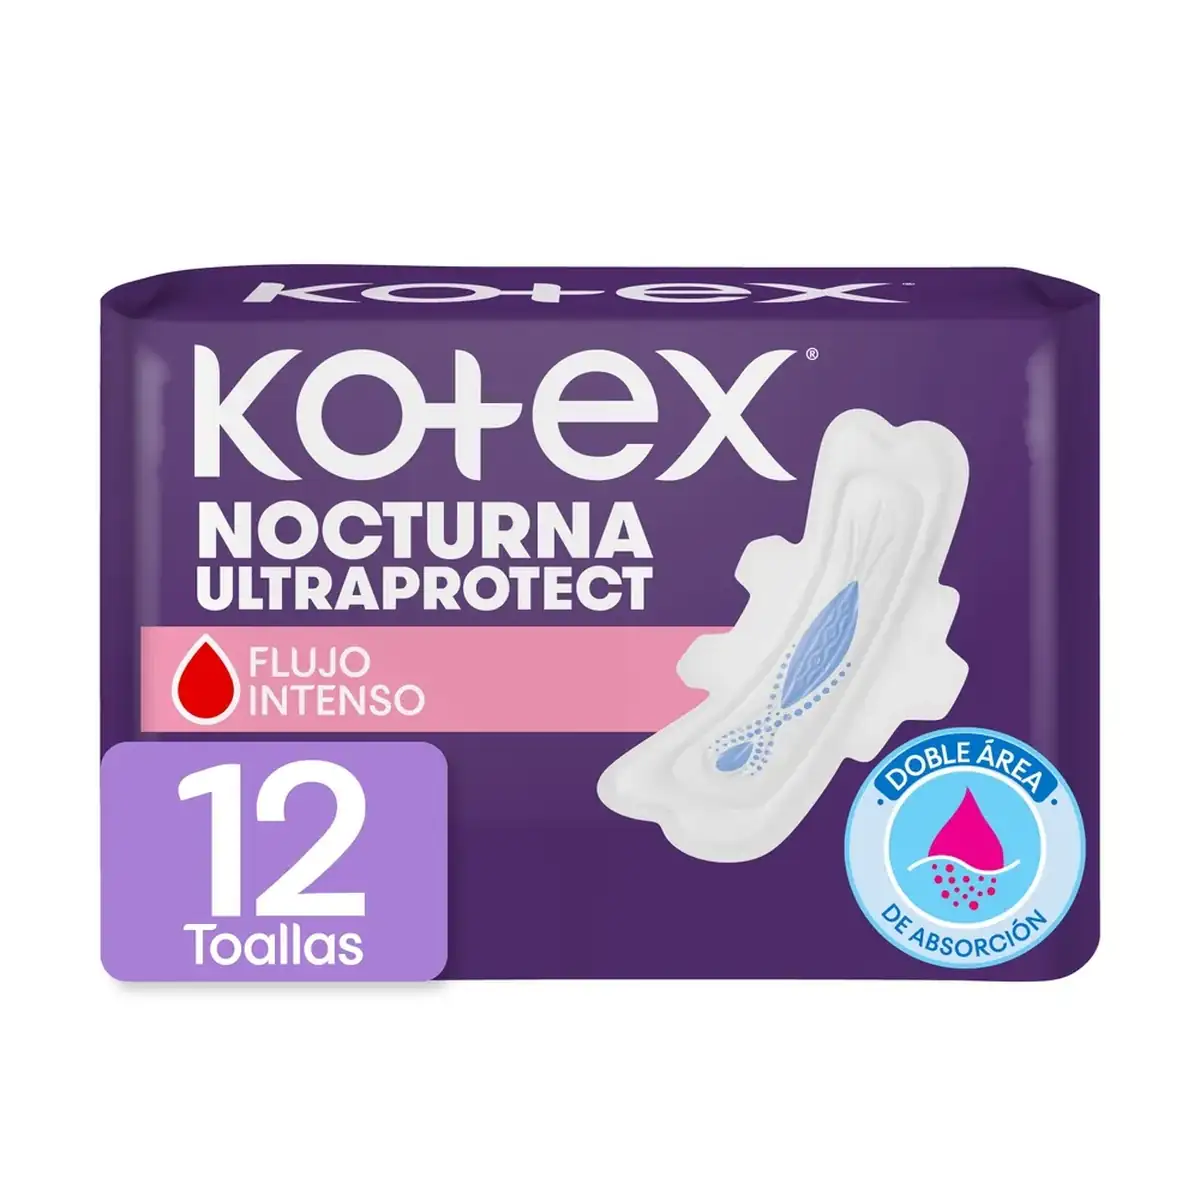 KOTEX
KOTEX®
NOCTURNA
ULTRAPROTECT
FLUJO
INTENSO
12
Toallas
DOBLE ÁREA
DE ABSORCIÓN